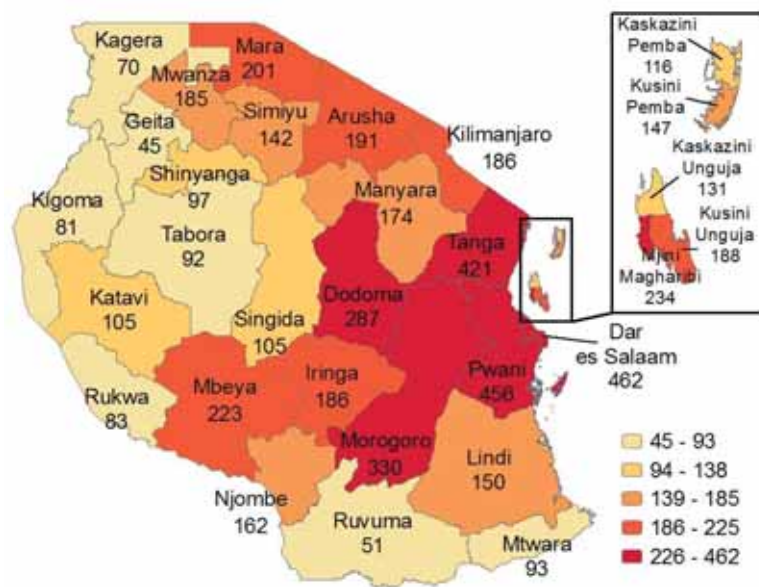 Kagera
70
Mara
201
Mwanza
185
Simiyu
142
Geita
45
Arusha
191
Kilimanjaro
186
Shinyanga
97
Kigoma
81
Manyara
174
Tabora
92
Tanga
421
Dodoma
287
Katavi
105
Singida
105
Dar
es Salaam
462
Pwani
456
Rukwa
83
Mbeya
223
Iringa
186
Morogoro
330
Lindi
150
Njombe
162
Ruvuma
51
Mtwara
93
Kaskazini
Pemba
116
Kusini
Pemba
147
Kaskazini
Unguja
131
Kusini
Unguja
188
Mjini
Magharibi
234
45 - 93
94 - 138
139 - 185
186 - 225
226 - 462